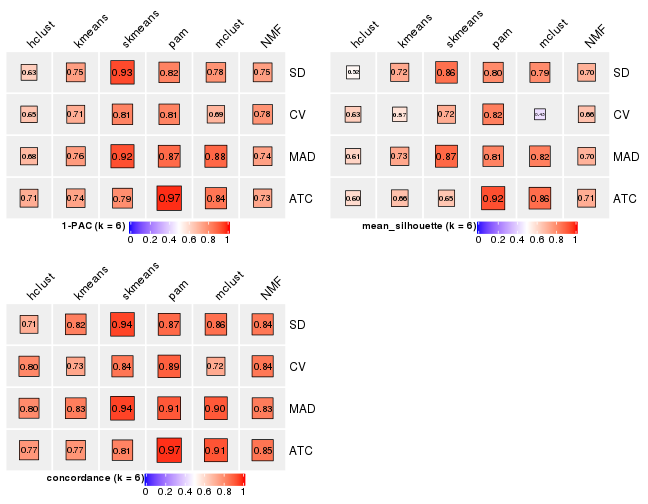 hclust kmeans skmeans pam mclust NMF
0.63 0.75 0.93 0.82 0.78 0.75 SD
0.65 0.71 0.81 0.81 0.69 0.78 CV
0.68 0.76 0.92 0.87 0.88 0.74 MAD
0.71 0.74 0.79 0.97 0.84 0.73 ATC
1-PAC (k = 6)
0 0.2 0.4 0.6 0.8 1
hclust kmeans skmeans pam mclust NMF
0.52 0.72 0.86 0.80 0.79 0.70 SD
0.63 0.57 0.72 0.82 0.43 0.66 CV
0.61 0.73 0.87 0.81 0.82 0.70 MAD
0.60 0.66 0.65 0.92 0.86 0.71 ATC
mean_silhouette (k = 6)
0 0.2 0.4 0.6 0.8 1
hclust kmeans skmeans pam mclust NMF
0.71 0.82 0.94 0.87 0.86 0.84 SD
0.80 0.73 0.84 0.89 0.72 0.84 CV
0.80 0.83 0.94 0.91 0.90 0.83 MAD
0.77 0.77 0.81 0.97 0.91 0.85 ATC
concordance (k = 6)
0 0.2 0.4 0.6 0.8 1